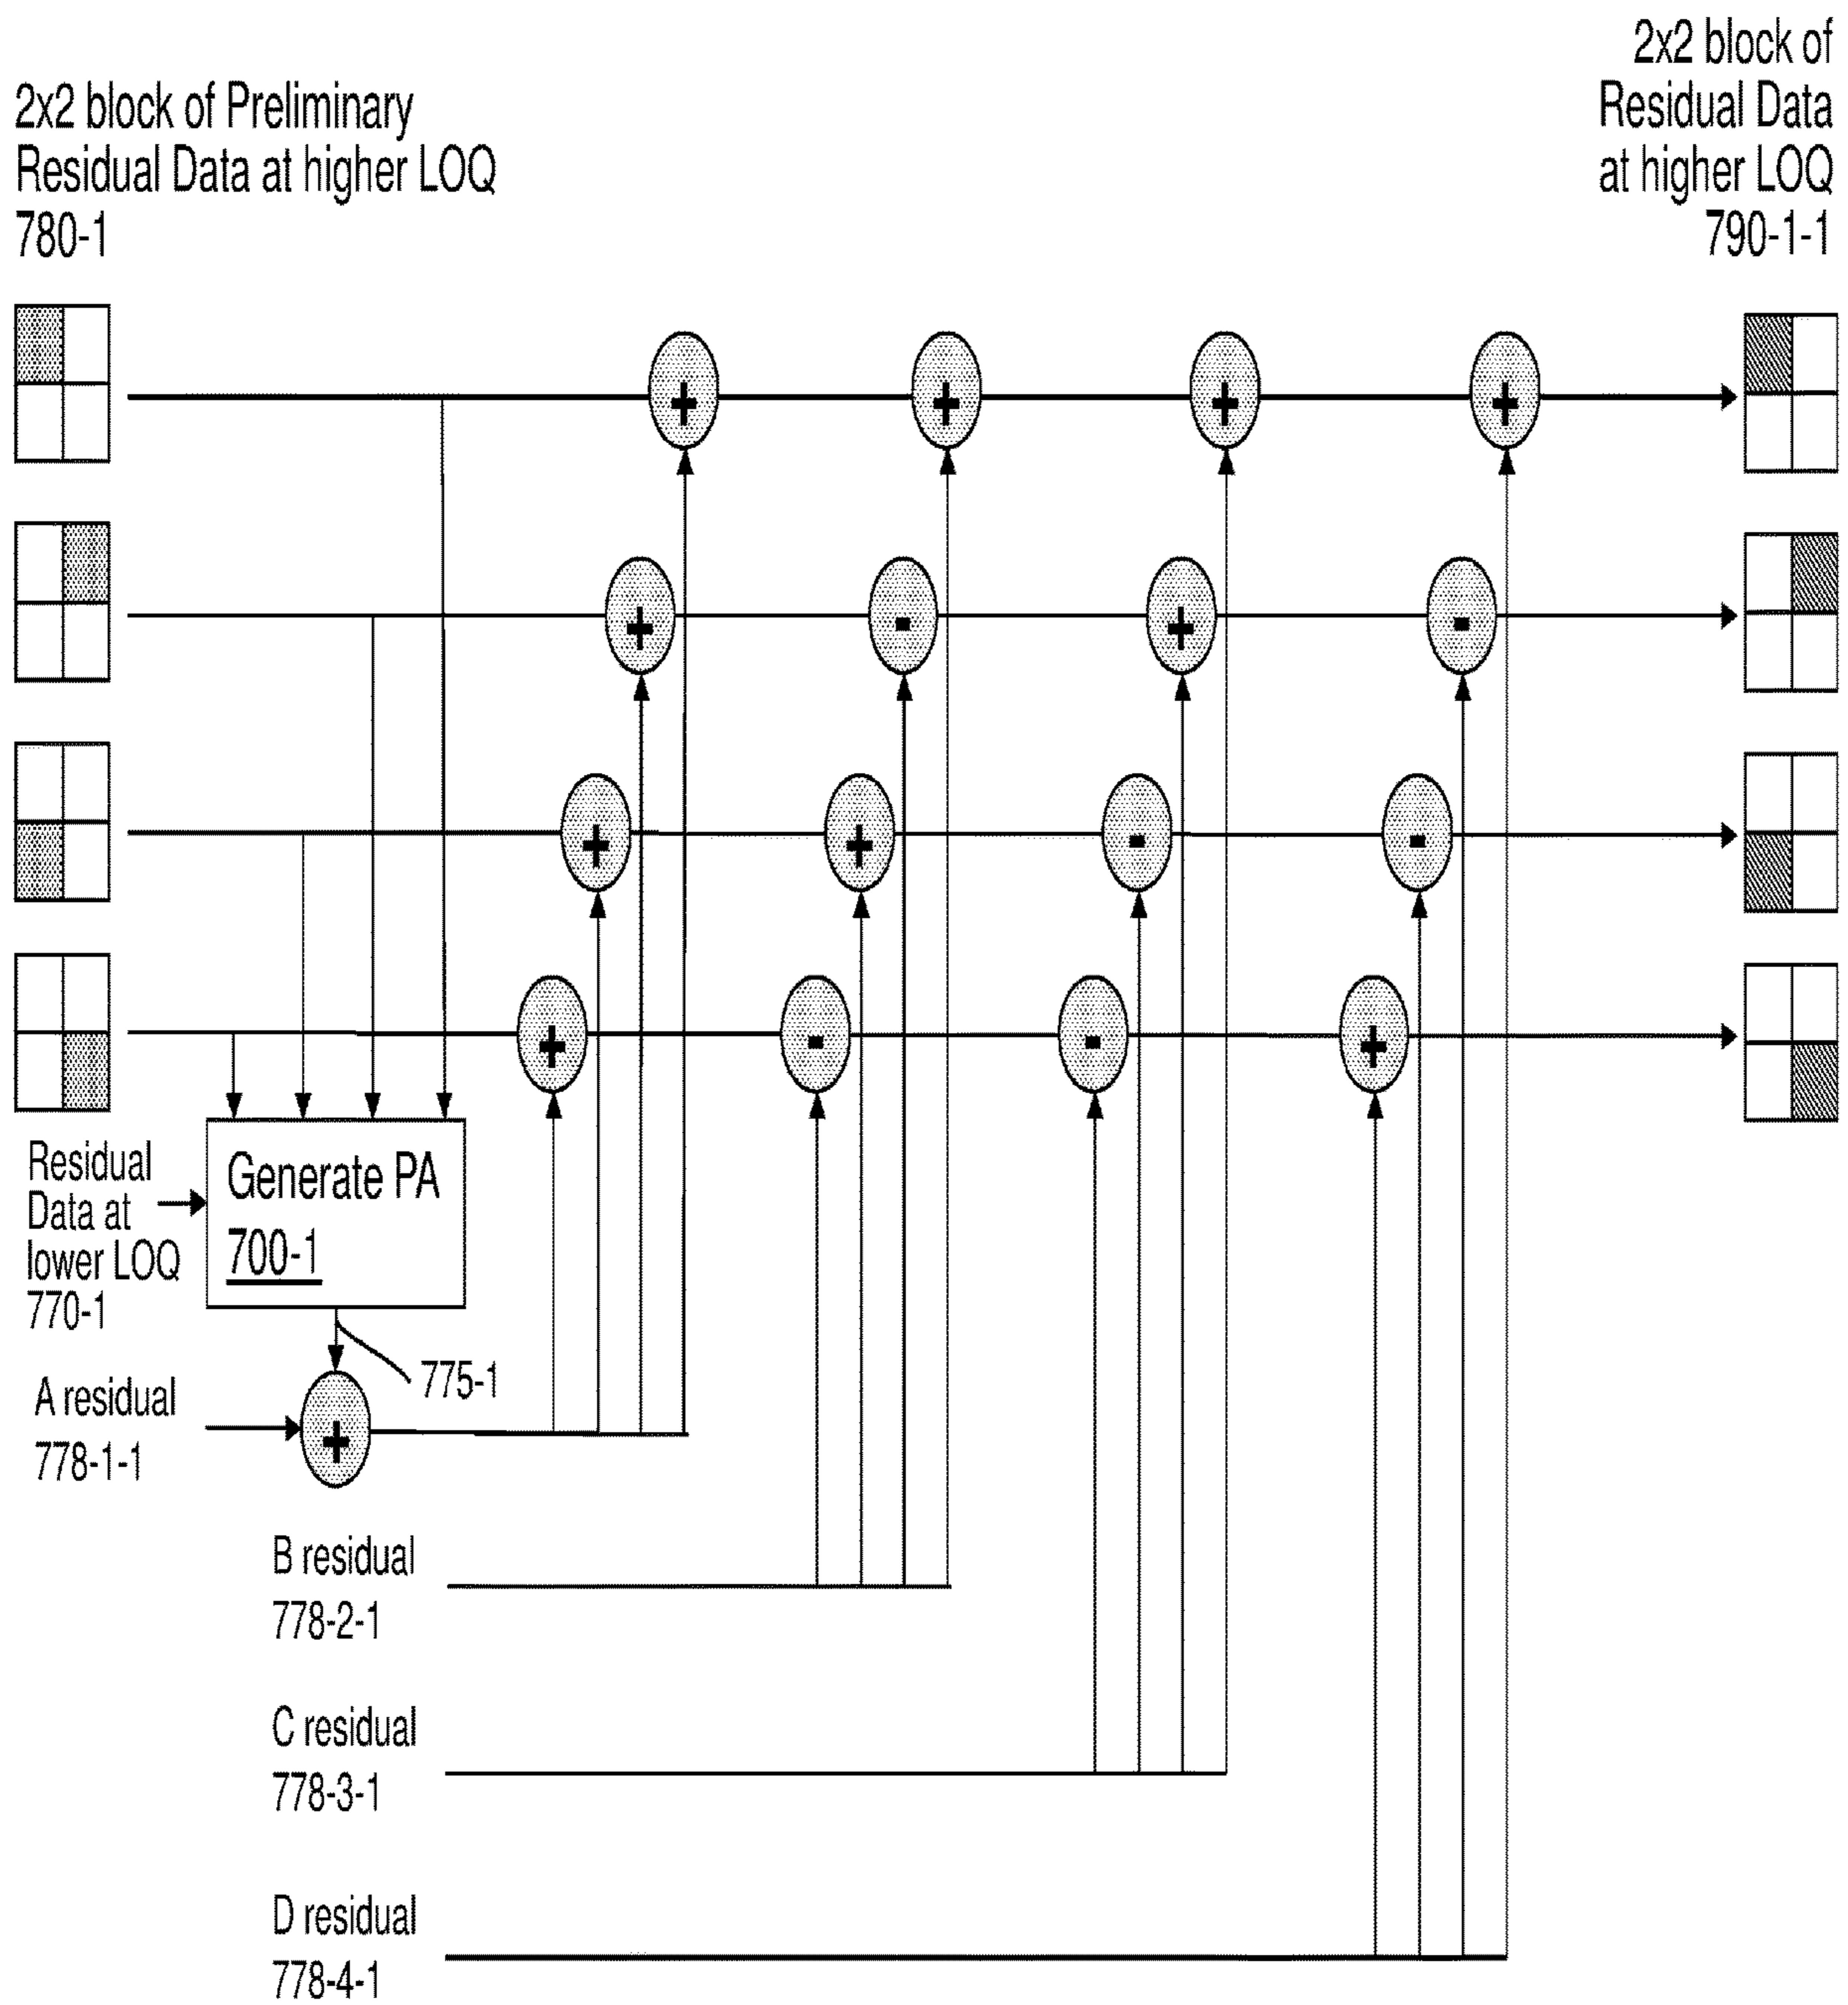 2x2 block of Preliminary
Residual Data at higher LOQ
780-1
2x2 block of
Residual Data
at higher LOQ
790-1-1
+ + + +
+ - + -
+ + - -
+ - - +
Residual
Data at
lower LOQ
770-1
Generate PA
700-1
775-1
A residual
778-1-1
+
B residual
778-2-1
C residual
778-3-1
D residual
778-4-1